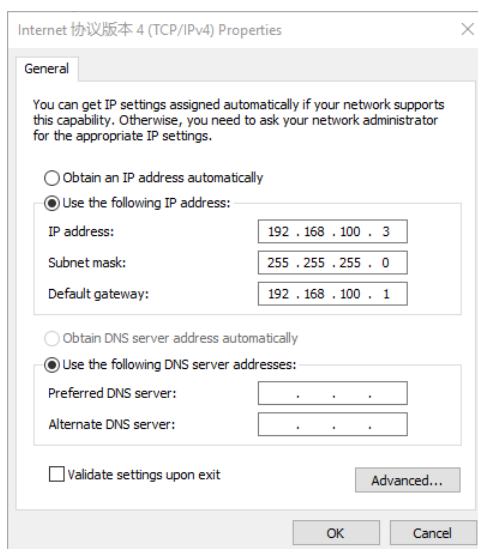 Internet 协议版本 4 (TCP/IPv4) Properties
General
You can get IP settings assigned automatically if your network supports
this capability. Otherwise, you need to ask your network administrator
for the appropriate IP settings.
Obtain an IP address automatically
Use the following IP address:
IP address: 192 . 168 . 100 . 3
Subnet mask: 255 . 255 . 255 . 0
Default gateway: 192 . 168 . 100 . 1
Obtain DNS server address automatically
Use the following DNS server addresses:
Preferred DNS server: . . .
Alternate DNS server: . . .
Validate settings upon exit
Advanced...
OK Cancel